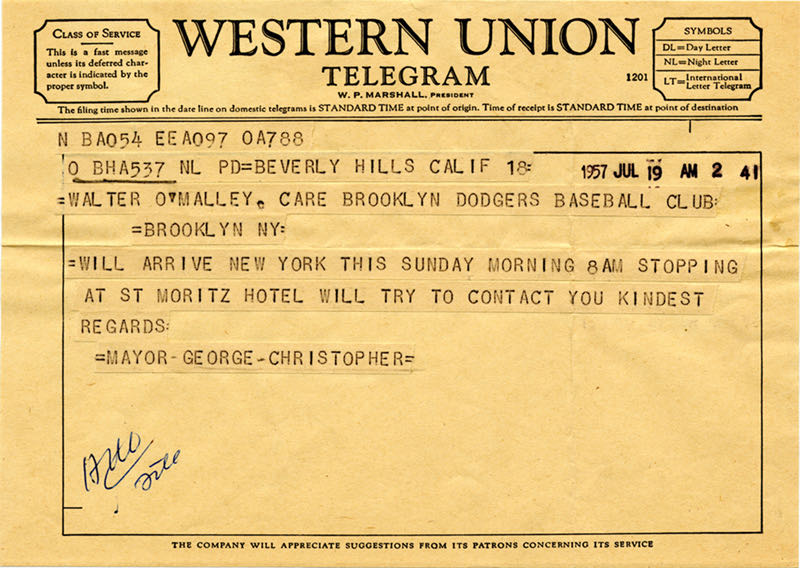 CLASS OF SERVICE
This is a fast message
unless its deferred char-
acter is indicated by the
proper symbol.
WESTERN UNION
TELEGRAM
W. P. MARSHALL, PRESIDENT
1201
SYMBOLS
DL=Day Letter
NL=Night Letter
LT=International
Letter Telegram
The filing time shown in the date line on domestic telegrams is STANDARD TIME at point of origin. Time of receipt is STANDARD TIME at point of destination
N BA054 EEA097 OA788
O BHA537 NL PD=BEVERLY HILLS CALIF 18=
1957 JUL 19 AM 2 41
=WALTER O'MALLEY, CARE BROOKLYN DODGERS BASEBALL CLUB=
=BROOKLYN NY=
=WILL ARRIVE NEW YORK THIS SUNDAY MORNING 8AM STOPPING
AT ST MORITZ HOTEL WILL TRY TO CONTACT YOU KINDEST
REGARDS=
=MAYOR-GEORGE-CHRISTOPHER=
file
THE COMPANY WILL APPRECIATE SUGGESTIONS FROM ITS PATRONS CONCERNING ITS SERVICE